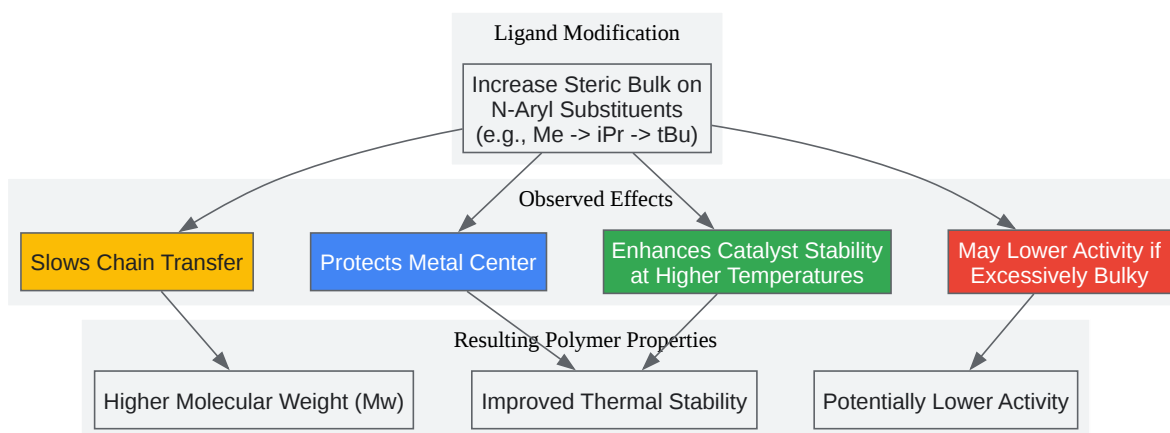 Ligand Modification
Increase Steric Bulk on
N-Aryl Substituents
(e.g., Me -> iPr -> tBu)
Observed Effects
Slows Chain Transfer
Protects Metal Center
Enhances Catalyst Stability
at Higher Temperatures
May Lower Activity if
Excessively Bulky
Resulting Polymer Properties
Higher Molecular Weight (Mw)
Improved Thermal Stability
Potentially Lower Activity